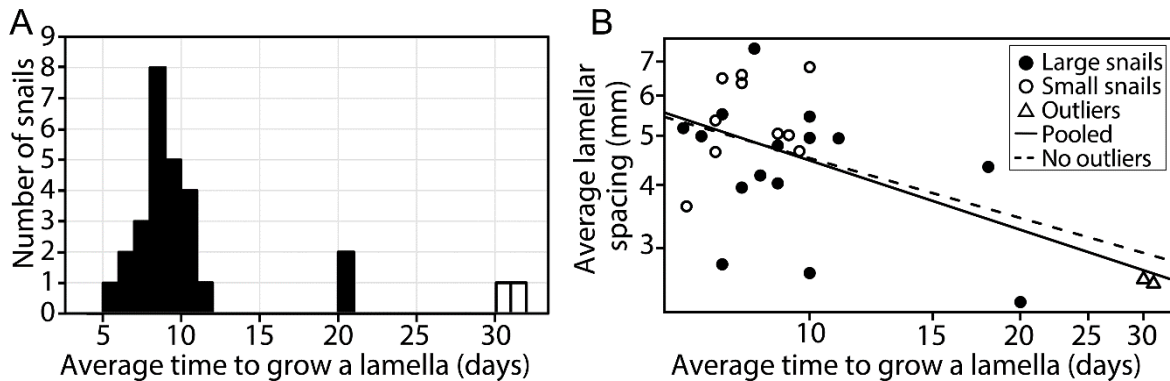 A
Number of snails
9
8
7
6
5
4
3
2
1
0
5 10 15 20 25 30
Average time to grow a lamella (days)
B
Average lamellar
spacing (mm)
7
6
5
4
3
Large snails
Small snails
Outliers
Pooled
No outliers
10 15 20 25 30
Average time to grow a lamella (days)